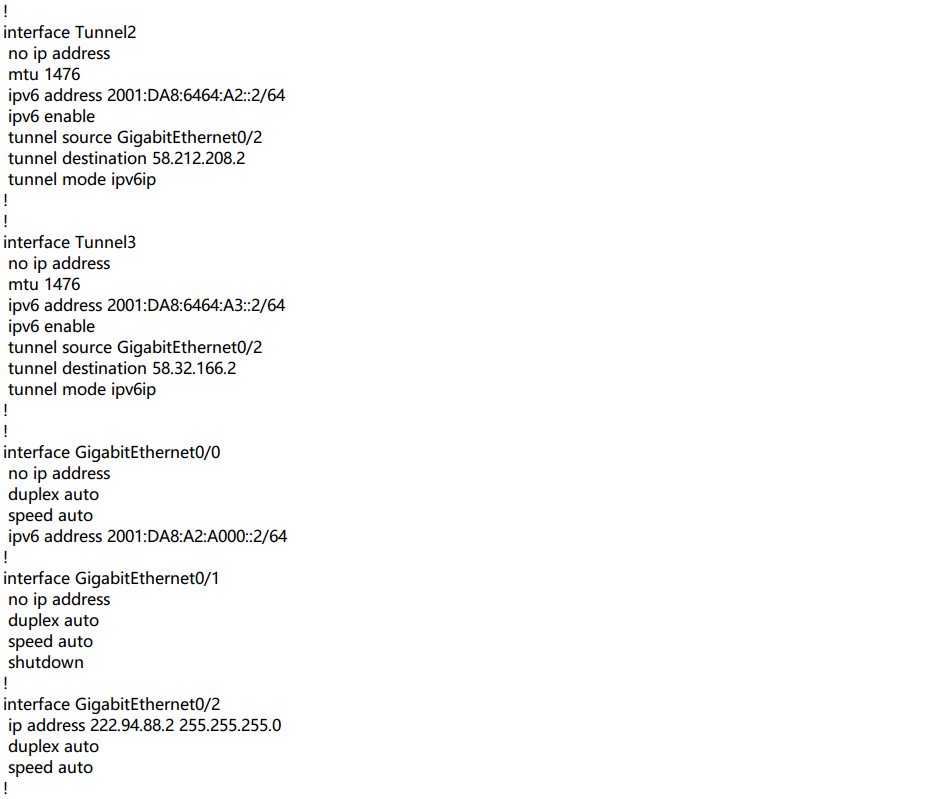 !
interface Tunnel2
 no ip address
 mtu 1476
 ipv6 address 2001:DA8:6464:A2::2/64
 ipv6 enable
 tunnel source GigabitEthernet0/2
 tunnel destination 58.212.208.2
 tunnel mode ipv6ip
!
!
interface Tunnel3
 no ip address
 mtu 1476
 ipv6 address 2001:DA8:6464:A3::2/64
 ipv6 enable
 tunnel source GigabitEthernet0/2
 tunnel destination 58.32.166.2
 tunnel mode ipv6ip
!
!
interface GigabitEthernet0/0
 no ip address
 duplex auto
 speed auto
 ipv6 address 2001:DA8:A2:A000::2/64
!
interface GigabitEthernet0/1
 no ip address
 duplex auto
 speed auto
 shutdown
!
interface GigabitEthernet0/2
 ip address 222.94.88.2 255.255.255.0
 duplex auto
 speed auto
!